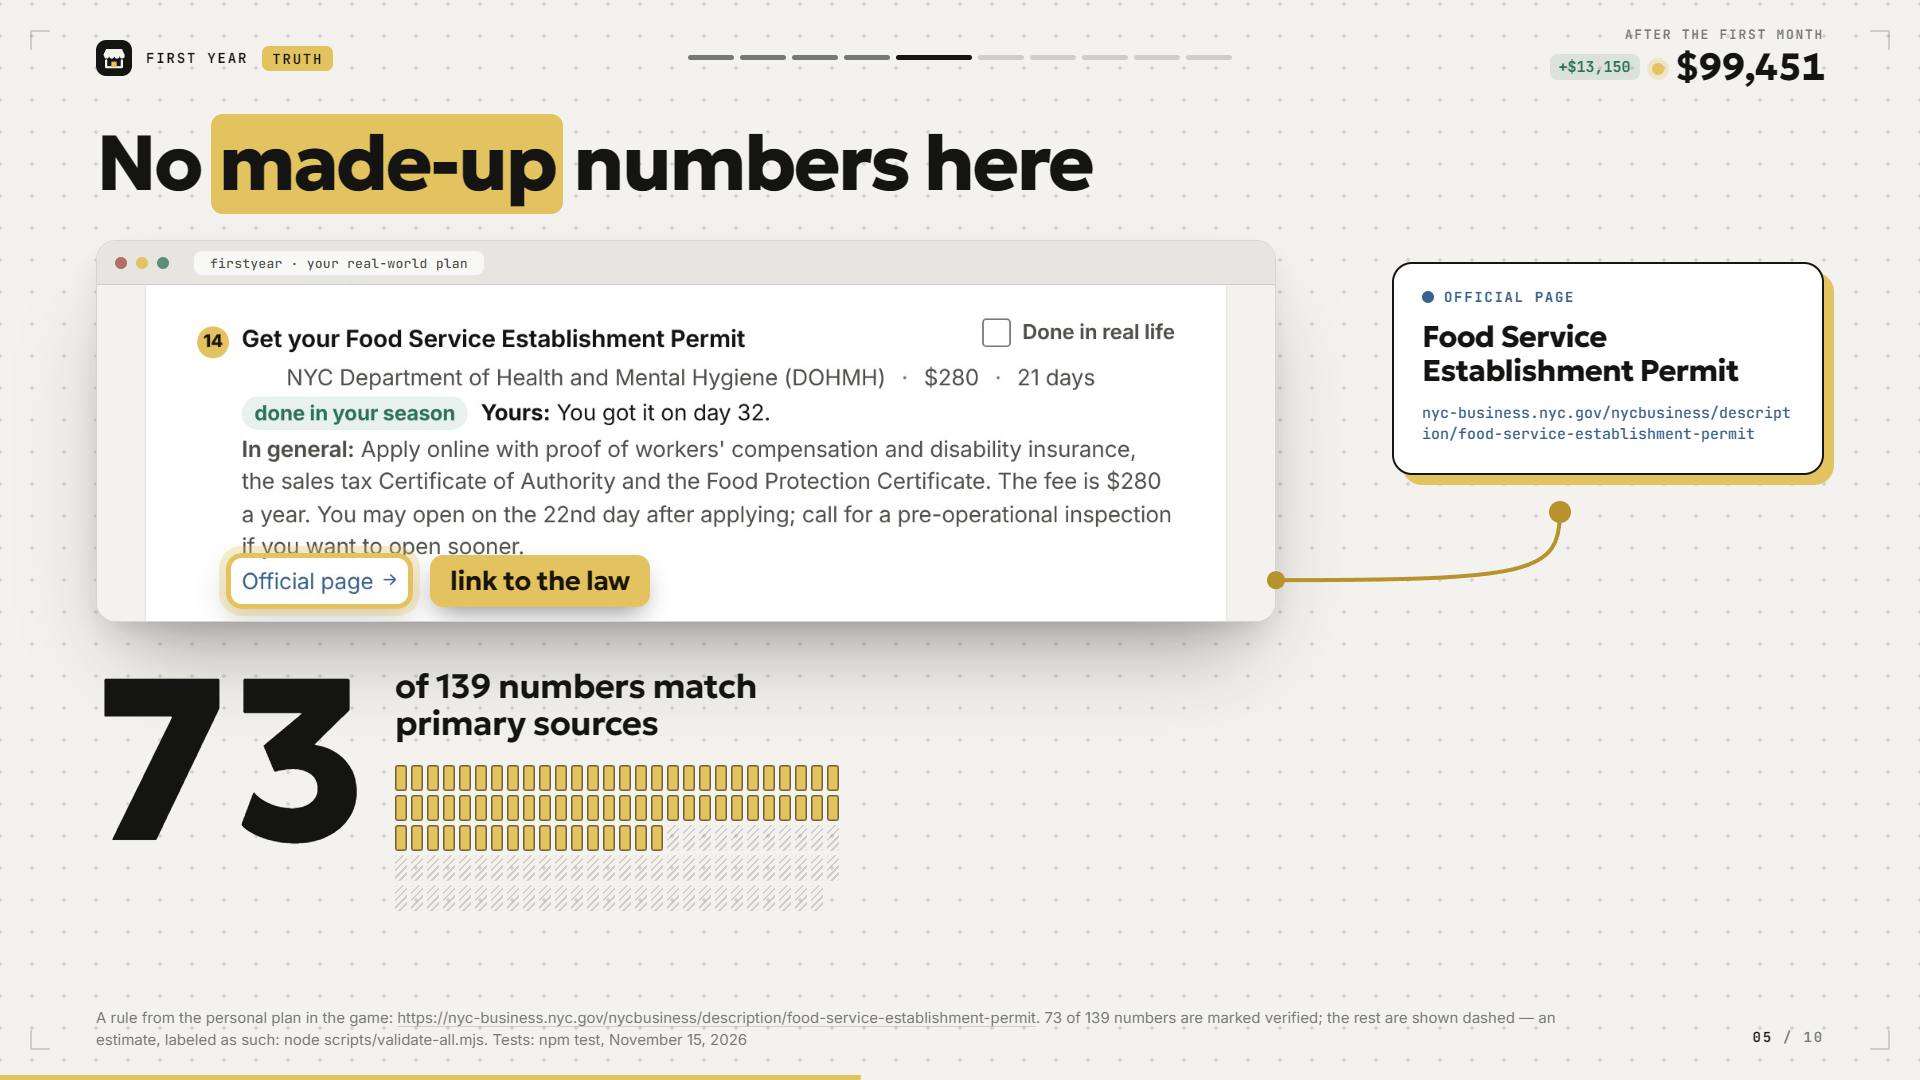 FIRST YEAR TRUTH
AFTER THE FIRST MONTH
+$13,150 $99,451
No made-up numbers here
firstyear · your real-world plan
14 Get your Food Service Establishment Permit
Done in real life
NYC Department of Health and Mental Hygiene (DOHMH) · $280 · 21 days
done in your season Yours: You got it on day 32.
In general: Apply online with proof of workers' compensation and disability insurance,
the sales tax Certificate of Authority and the Food Protection Certificate. The fee is $280
a year. You may open on the 22nd day after applying; call for a pre-operational inspection
if you want to open sooner.
Official page → link to the law
OFFICIAL PAGE
Food Service
Establishment Permit
nyc-business.nyc.gov/nycbusiness/descript
ion/food-service-establishment-permit
73
of 139 numbers match
primary sources
A rule from the personal plan in the game: https://nyc-business.nyc.gov/nycbusiness/description/food-service-establishment-permit. 73 of 139 numbers are marked verified; the rest are shown dashed — an
estimate, labeled as such: node scripts/validate-all.mjs. Tests: npm test, November 15, 2026
05 / 10